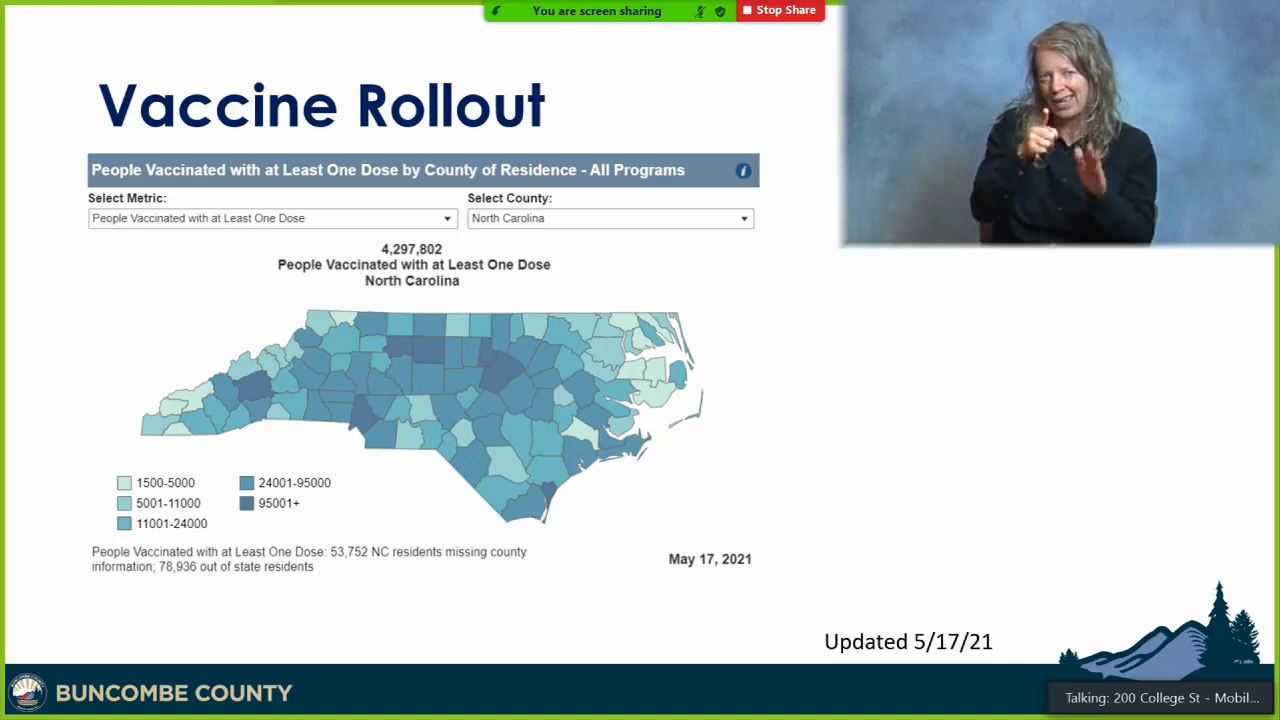 You are screen sharing
Stop Share
Vaccine Rollout
People Vaccinated with at Least One Dose by County of Residence - All Programs
i
Select Metric:
Select County:
People Vaccinated with at Least One Dose
North Carolina
4,297,802
People Vaccinated with at Least One Dose
North Carolina
1500-5000
24001-95000
5001-11000
95001+
11001-24000
People Vaccinated with at Least One Dose: 53,752 NC residents missing county
information; 78,936 out of state residents
May 17, 2021
Updated 5/17/21
BUNCOMBE COUNTY
Talking: 200 College St - Mobil...